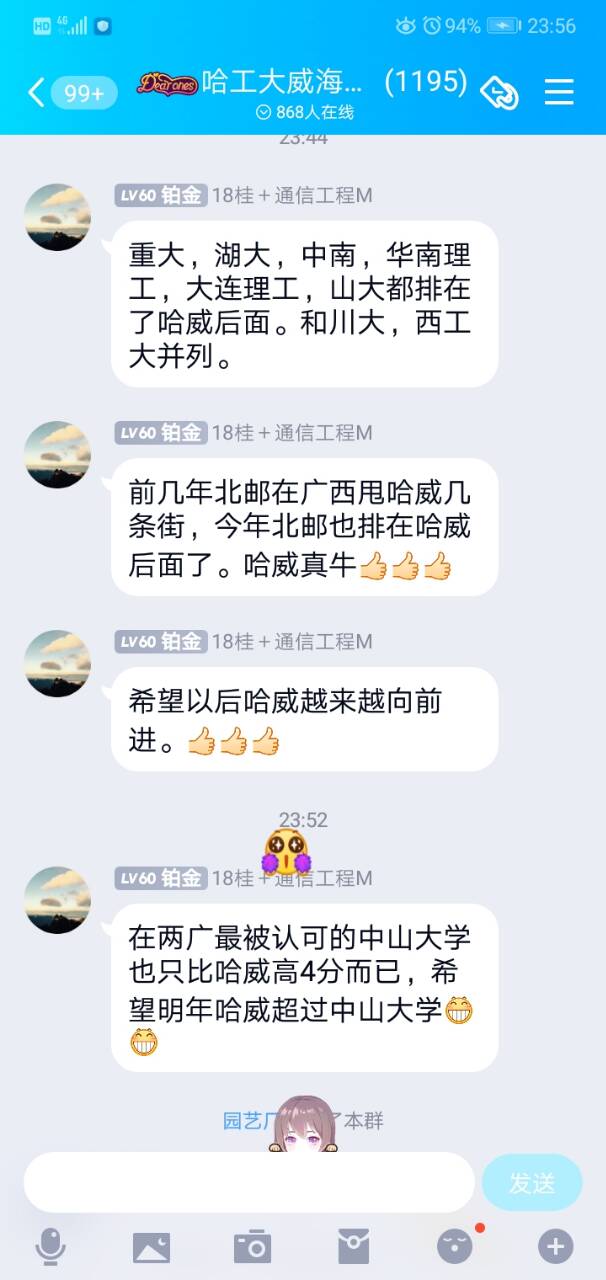 HD 4G 94% 23:56
99+ Dear ones 哈工大威海... (1195)
868人在线
23:44
LV60 铂金 18桂+通信工程M
重大，湖大，中南，华南理
工，大连理工，山大都排在
了哈威后面。和川大，西工
大并列。
LV60 铂金 18桂+通信工程M
前几年北邮在广西甩哈威几
条街，今年北邮也排在哈威
后面了。哈威真牛👍👍👍
LV60 铂金 18桂+通信工程M
希望以后哈威越来越向前
进。👍👍👍
23:52
LV60 铂金 18桂+通信工程M
在两广最被认可的中山大学
也只比哈威高4分而已，希
望明年哈威超过中山大学😁
😁
园艺 了本群
发送